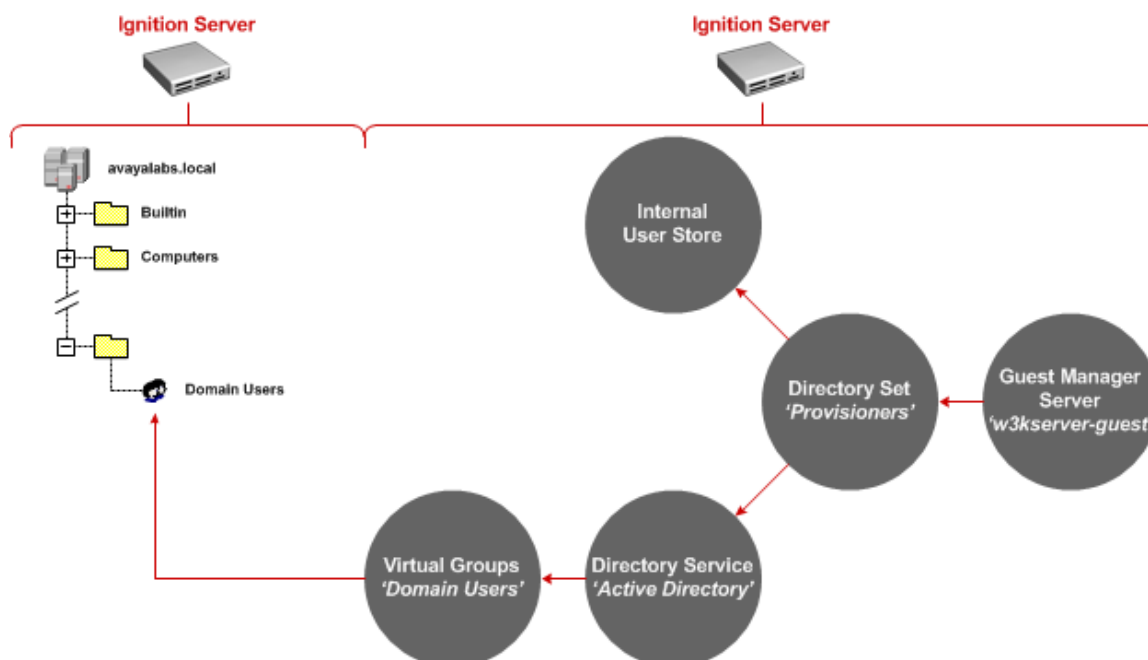 Ignition Server
Ignition Server
avayalabs.local
Builtin
Computers
Domain Users
Internal
User Store
Directory Set
'Provisioners'
Guest Manager
Server
'w3kserver-guest
Virtual Groups
'Domain Users'
Directory Service
'Active Directory'